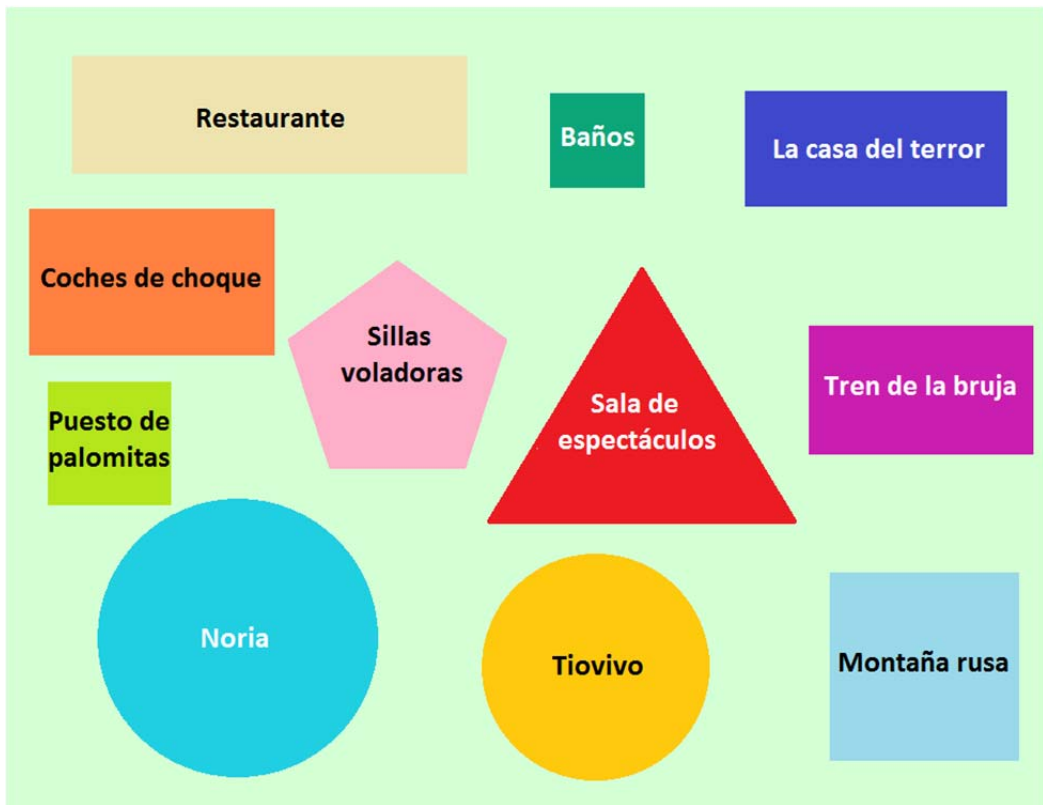 Restaurante
Baños
La casa del terror
Coches de choque
Sillas
voladoras
Sala de
espectáculos
Tren de la bruja
Puesto de
palomitas
Noria
Tiovivo
Montaña rusa